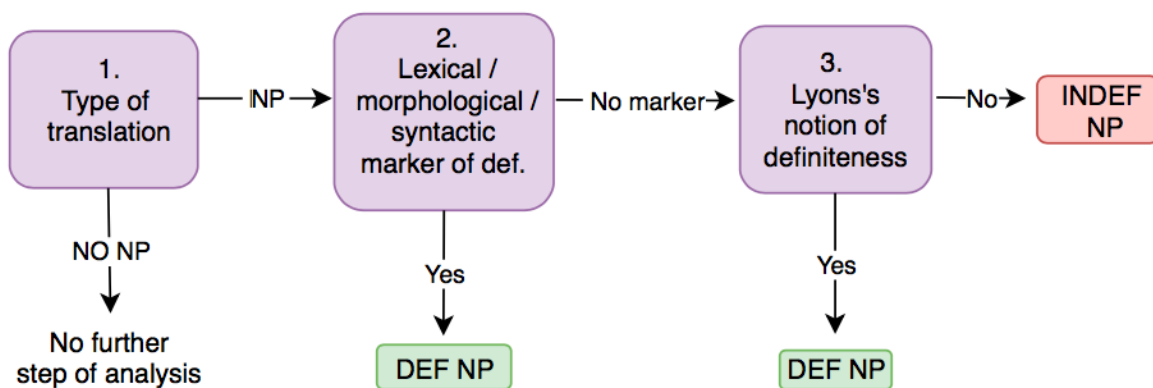 1.
Type of
translation
NP
NO NP
No further
step of analysis
2.
Lexical /
morphological /
syntactic
marker of def.
No marker
Yes
DEF NP
3.
Lyons's
notion of
definiteness
No
INDEF
NP
Yes
DEF NP